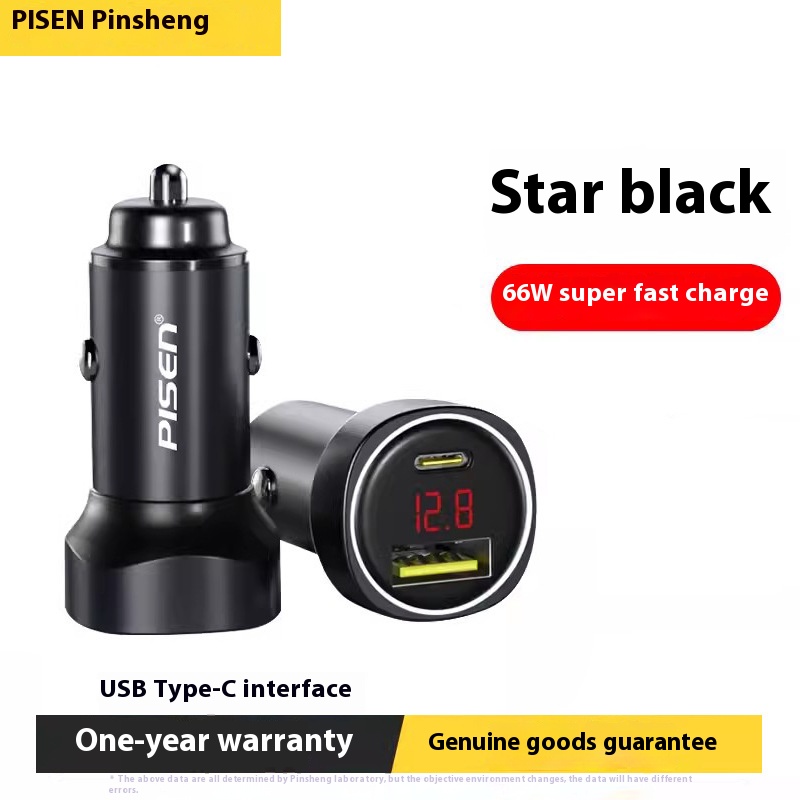 PISEN Pinsheng
Star black
66W super fast charge
PISEN®
12.8
USB Type-C interface
One-year warranty
Genuine goods guarantee
* The above data are all determined by Pinsheng laboratory, but the objective environment changes, the data will have different
errors.